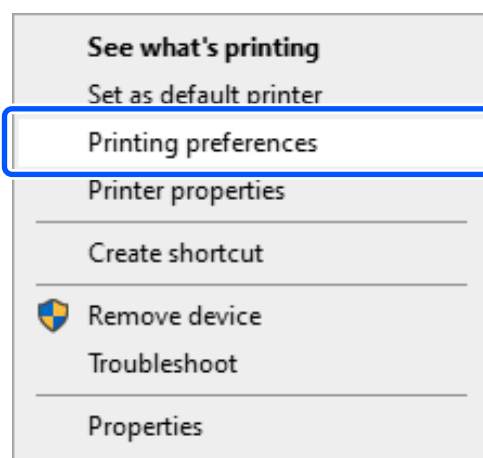 See what's printing
Set as default printer
Printing preferences
Printer properties
Create shortcut
Remove device
Troubleshoot
Properties